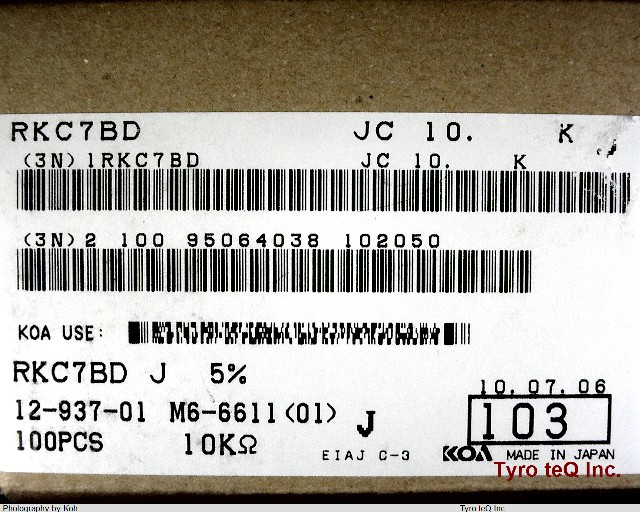 RKC7BD JC 10. K
(3N) 1RKC7BD JC 10. K
(3N) 2 100 95064038 102050
KOA USE:
RKC7BD J 5%
10.07.06
12-937-01 M6-6611(01) J 103
100PCS 10KΩ EIAJ C-3 KOA MADE IN JAPAN
Tyro teQ Inc.
Photography by Koh Tyro teQ Inc